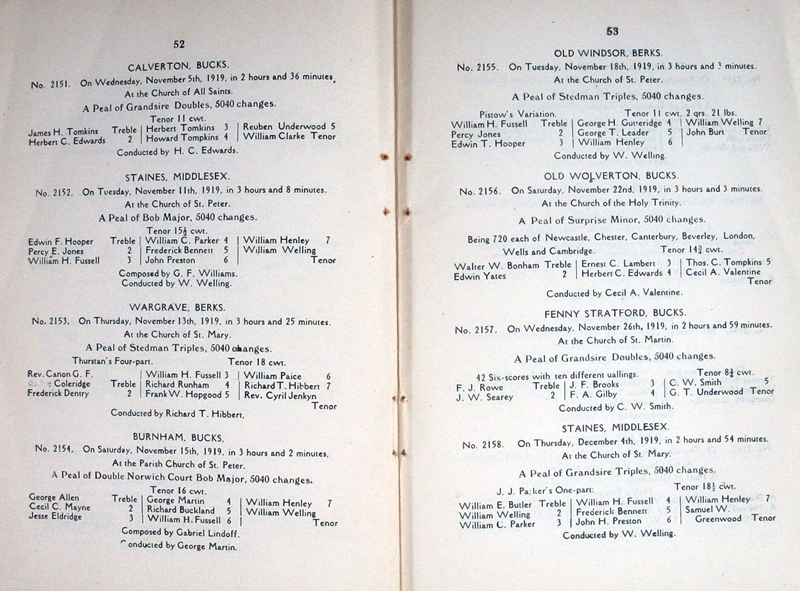 52
CALVERTON, BUCKS.
No. 2151. On Wednesday, November 5th, 1919, in 2 hours and 36 minutes,
At the Church of All Saints.
A Peal of Grandsire Doubles, 5040 changes.
Tenor 11 cwt.
James H. Tomkins Treble Herbert Tomkins 3 Reuben Underwood 5
Herbert C. Edwards 2 Howard Tompkins 4 William Clarke Tenor
Conducted by H. C. Edwards.
STAINES, MIDDLESEX.
No. 2152. On Tuesday, November 11th, 1919, in 3 hours and 8 minutes.
At the Church of St. Peter.
A Peal of Bob Major, 5040 changes.
Tenor 15½ cwt.
Edwin F. Hooper Treble William C. Parker 4 William Henley 7
Percy E. Jones 2 Frederick Bennett 5 William Welling
William H. Fussell 3 John Preston 6 Tenor
Composed by G. F. Williams.
Conducted by W. Welling.
WARGRAVE, BERKS.
No. 2153. On Thursday, November 13th, 1919, in 3 hours and 25 minutes.
At the Church of St. Mary.
A Peal of Stedman Triples, 5040 changes.
Thurstan's Four-part. Tenor 18 cwt.
Rev. Canon G. F. William H. Fussell 3 William Paice 6
Coleridge Treble Richard Runham 4 Richard T. Hibbert 7
Frederick Dentry 2 Frank W. Hopgood 5 Rev. Cyril Jenkyn
Tenor
Conducted by Richard T. Hibbert,
BURNHAM, BUCKS.
No. 2154. On Saturday, November 15th, in 3 hours and 2 minutes.
At the Parish Church of St. Peter.
A Peal of Double Norwich Court Bob Major, 5040 changes.
Tenor 16 cwt.
George Allen Treble George Martin 4 William Henley 7
Cecil C. Mayne 2 Richard Buckland 5 William Welling
Jesse Eldridge 3 William H. Fussell 6 Tenor
Composed by Gabriel Lindoff.
Conducted by George Martin.
53
OLD WINDSOR, BERKS.
No. 2155. On Tuesday, November 18th, 1919, in 3 hours and 3 minutes.
At the Church of St. Peter.
A Peal of Stedman Triples, 5040 changes.
Pistow's Variation. Tenor 11 cwt. 2 qrs. 21 lbs.
William H. Fussell Treble George H. Gutteridge 4 William Welling 7
Percy Jones 2 George T. Leader 5 John Burt Tenor
Edwin T. Hooper 3 William Henley 6
Conducted by W. Welling.
OLD WOLVERTON, BUCKS.
No. 2156. On Saturday, November 22nd, 1919, in 3 hours and 3 minutes.
At the Church of the Holy Trinity.
A Peal of Surprise Minor, 5040 changes.
Being 720 each of Newcastle, Chester, Canterbury, Beverley, London,
Wells and Cambridge. Tenor 14¾ cwt.
Walter W. Bonham Treble Ernest C. Lambert 3 Thos. C. Tompkins 5
Edwin Yates 2 Herbert C. Edwards 4 Cecil A. Valentine
Tenor
Conducted by Cecil A. Valentine.
FENNY STRATFORD, BUCKS.
No. 2157. On Wednesday, November 26th, 1919, in 2 hours and 59 minutes.
At the Church of St. Martin.
A Peal of Grandsire Doubles, 5040 changes.
42 Six-scores with ten different uallings. Tenor 8½ cwt.
F. J. Rowe Treble J. F. Brooks 3 C. W. Smith 5
J. W. Searey 2 F. A. Gilby 4 G. T. Underwood Tenor
Conducted by C. W. Smith.
STAINES, MIDDLESEX.
No. 2158. On Thursday, December 4th, 1919, in 2 hours and 54 minutes.
At the Church of St. Mary.
A Peal of Grandsire Triples, 5040 changes.
J. J. Parker's One-part: Tenor 18½ cwt.
William E. Butler Treble William H. Fussell 4 William Henley 7
William Welling 2 Frederick Bennett 5 Samuel W.
William C. Parker 3 John H. Preston 6 Greenwood Tenor
Conducted by W. Welling.